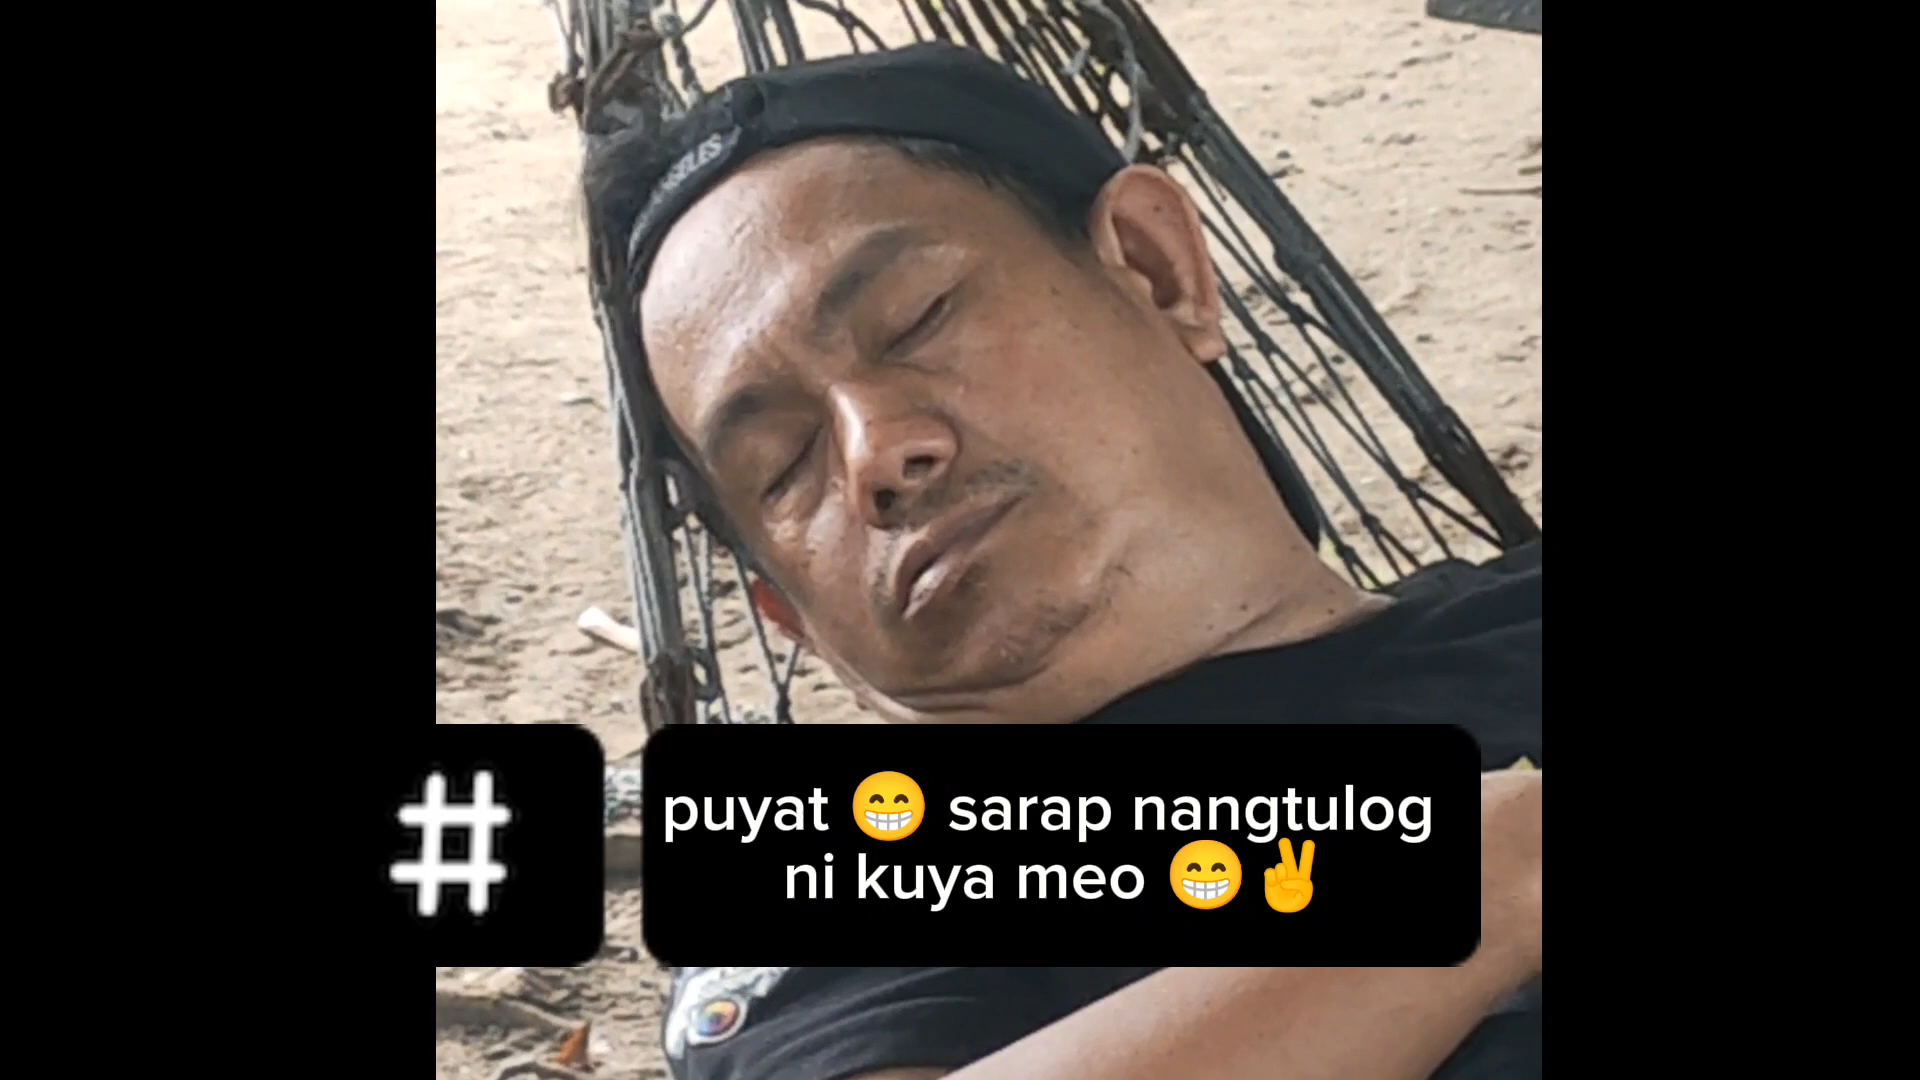 #
puyat 😁 sarap nangtulog
ni kuya meo 😁✌